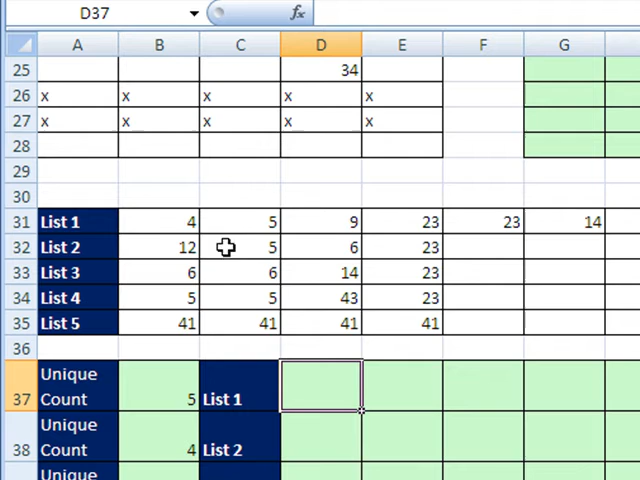 D37 fx
A B C D E F G
25 34
26 x x x x x
27 x x x x x
28
29
30
31 List 1 4 5 9 23 23 14
32 List 2 12 5 6 23
33 List 3 6 6 14 23
34 List 4 5 5 43 23
35 List 5 41 41 41 41
36
Unique
37 Count 5 List 1
Unique
38 Count 4 List 2
Unique